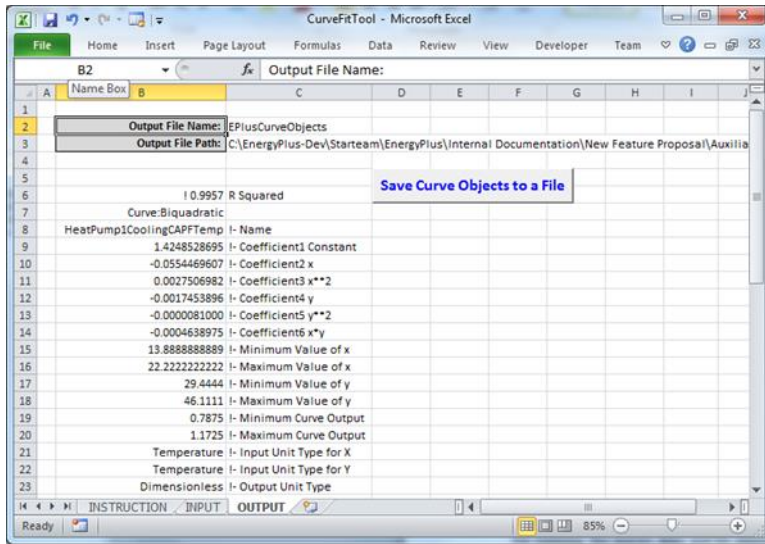 CurveFitTool - Microsoft Excel
File Home Insert Page Layout Formulas Data Review View Developer Team
B2 fx Output File Name:
Name Box
A B C D E F G H I J
1
2 Output File Name: EPlusCurveObjects
3 Output File Path: C:\EnergyPlus-Dev\Starteam\EnergyPlus\Internal Documentation\New Feature Proposal\Auxilia
4
5
Save Curve Objects to a File
6 ! 0.9957 R Squared
7 Curve:Biquadratic
8 HeatPump1CoolingCAPFTemp !- Name
9 1.4248528695 !- Coefficient1 Constant
10 -0.0554469607 !- Coefficient2 x
11 0.0027506982 !- Coefficient3 x**2
12 -0.0017453896 !- Coefficient4 y
13 -0.0000081000 !- Coefficient5 y**2
14 -0.0004638975 !- Coefficient6 x*y
15 13.8888888889 !- Minimum Value of x
16 22.2222222222 !- Maximum Value of x
17 29.4444 !- Minimum Value of y
18 46.1111 !- Maximum Value of y
19 0.7875 !- Minimum Curve Output
20 1.1725 !- Maximum Curve Output
21 Temperature !- Input Unit Type for X
22 Temperature !- Input Unit Type for Y
23 Dimensionless !- Output Unit Type
INSTRUCTION INPUT OUTPUT
Ready 85%